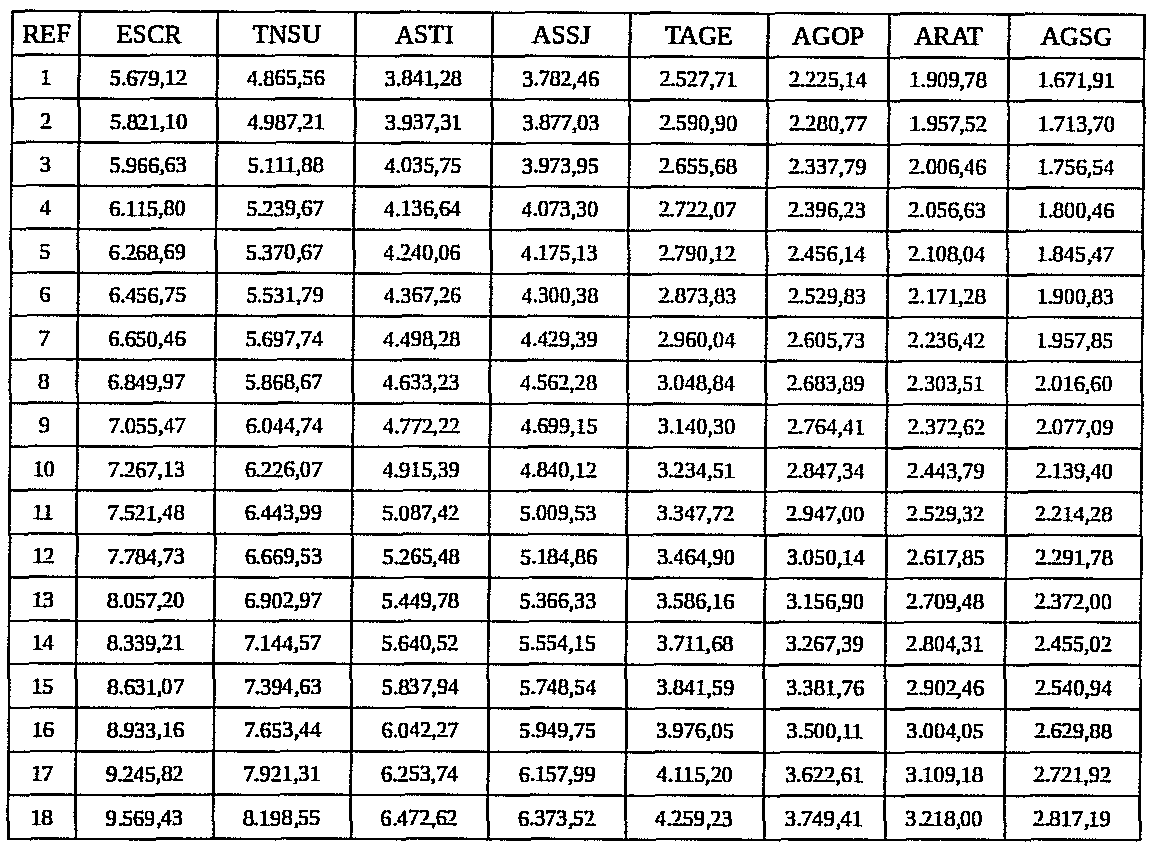 REF ESCR TNSU ASTI ASSJ TAGE AGOP ARAT AGSG
1 5.679,12 4.865,56 3.841,28 3.782,46 2.527,71 2.225,14 1.909,78 1.671,91
2 5.821,10 4.987,21 3.937,31 3.877,03 2.590,90 2.280,77 1.957,52 1.713,70
3 5.966,63 5.111,88 4.035,75 3.973,95 2.655,68 2.337,79 2.006,46 1.756,54
4 6.115,80 5.239,67 4.136,64 4.073,30 2.722,07 2.396,23 2.056,63 1.800,46
5 6.268,69 5.370,67 4.240,06 4.175,13 2.790,12 2.456,14 2.108,04 1.845,47
6 6.456,75 5.531,79 4.367,26 4.300,38 2.873,83 2.529,83 2.171,28 1.900,83
7 6.650,46 5.697,74 4.498,28 4.429,39 2.960,04 2.605,73 2.236,42 1.957,85
8 6.849,97 5.868,67 4.633,23 4.562,28 3.048,84 2.683,89 2.303,51 2.016,60
9 7.055,47 6.044,74 4.772,22 4.699,15 3.140,30 2.764,41 2.372,62 2.077,09
10 7.267,13 6.226,07 4.915,39 4.840,12 3.234,51 2.847,34 2.443,79 2.139,40
11 7.521,48 6.443,99 5.087,42 5.009,53 3.347,72 2.947,00 2.529,32 2.214,28
12 7.784,73 6.669,53 5.265,48 5.184,86 3.464,90 3.050,14 2.617,85 2.291,78
13 8.057,20 6.902,97 5.449,78 5.366,33 3.586,16 3.156,90 2.709,48 2.372,00
14 8.339,21 7.144,57 5.640,52 5.554,15 3.711,68 3.267,39 2.804,31 2.455,02
15 8.631,07 7.394,63 5.837,94 5.748,54 3.841,59 3.381,76 2.902,46 2.540,94
16 8.933,16 7.653,44 6.042,27 5.949,75 3.976,05 3.500,11 3.004,05 2.629,88
17 9.245,82 7.921,31 6.253,74 6.157,99 4.115,20 3.622,61 3.109,18 2.721,92
18 9.569,43 8.198,55 6.472,62 6.373,52 4.259,23 3.749,41 3.218,00 2.817,19